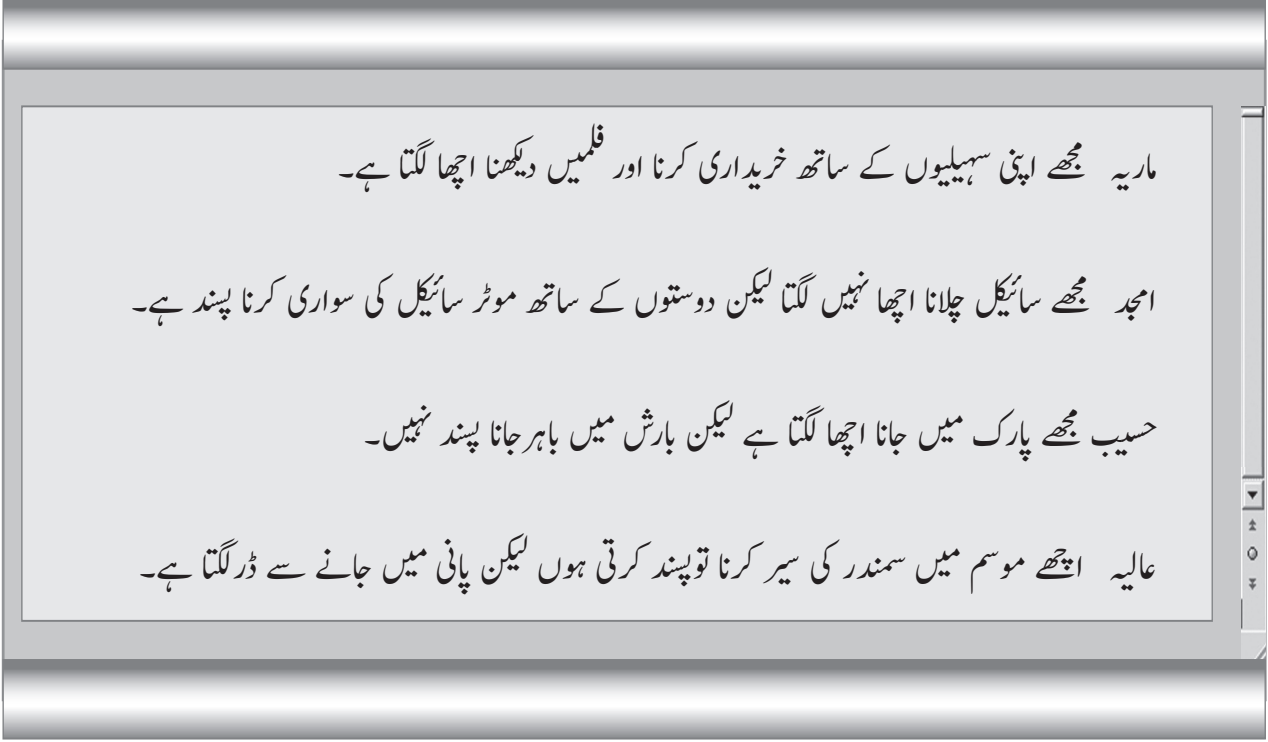 ماریہ مجھے اپنی سہیلیوں کے ساتھ خریداری کرنا اور فلمیں دیکھنا اچھا لگتا ہے۔
امجد مجھے سائیکل چلانا اچھا نہیں لگتا لیکن دوستوں کے ساتھ موٹر سائیکل کی سواری کرنا پسند ہے۔
حسیب مجھے پارک میں جانا اچھا لگتا ہے لیکن بارش میں باہر جانا پسند نہیں۔
عالیہ اچھے موسم میں سمندر کی سیر کرنا تو پسند کرتی ہوں لیکن پانی میں جانے سے ڈر لگتا ہے۔